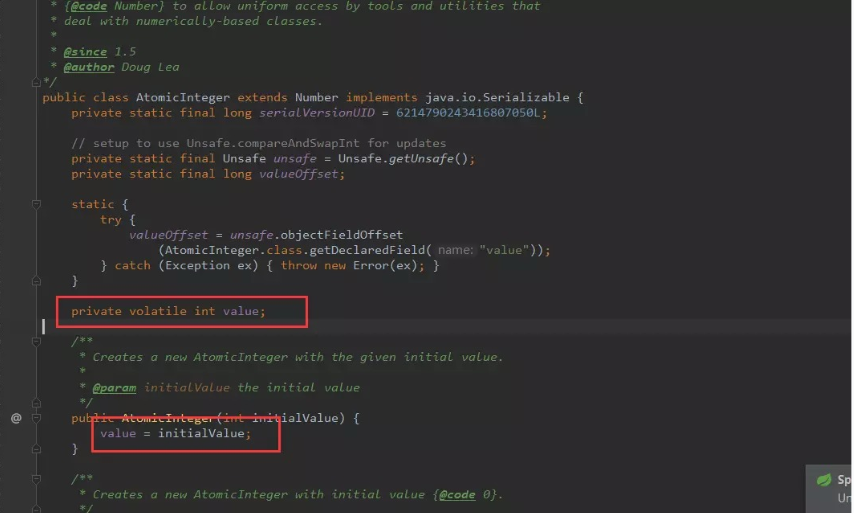 * {@code Number} to allow uniform access by tools and utilities that
* deal with numerically-based classes.
*
* @since 1.5
* @author Doug Lea
*/
public class AtomicInteger extends Number implements java.io.Serializable {
private static final long serialVersionUID = 6214790243416807050L;
// setup to use Unsafe.compareAndSwapInt for updates
private static final Unsafe unsafe = Unsafe.getUnsafe();
private static final long valueOffset;
static {
try {
valueOffset = unsafe.objectFieldOffset
(AtomicInteger.class.getDeclaredField( name: "value"));
} catch (Exception ex) { throw new Error(ex); }
}
private volatile int value;
/**
* Creates a new AtomicInteger with the given initial value.
*
* @param initialValue the initial value
*/
@ public AtomicInteger(int initialValue) {
value = initialValue;
}
/**
* Creates a new AtomicInteger with initial value {@code 0}.
*/
Sp
Un